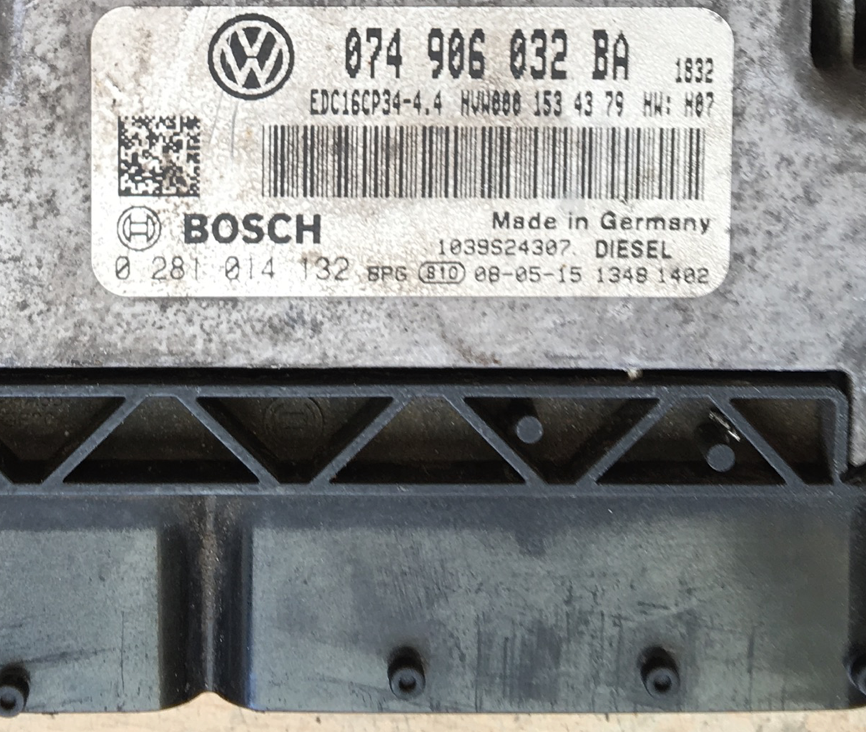 074 906 032 BA 1832
EDC16CP34-4.4 HVW000 153 43 79 HW: H07
BOSCH Made in Germany
1039S24307. DIESEL
0 281 014 132 BPG 810 08-05-15 1348 1402